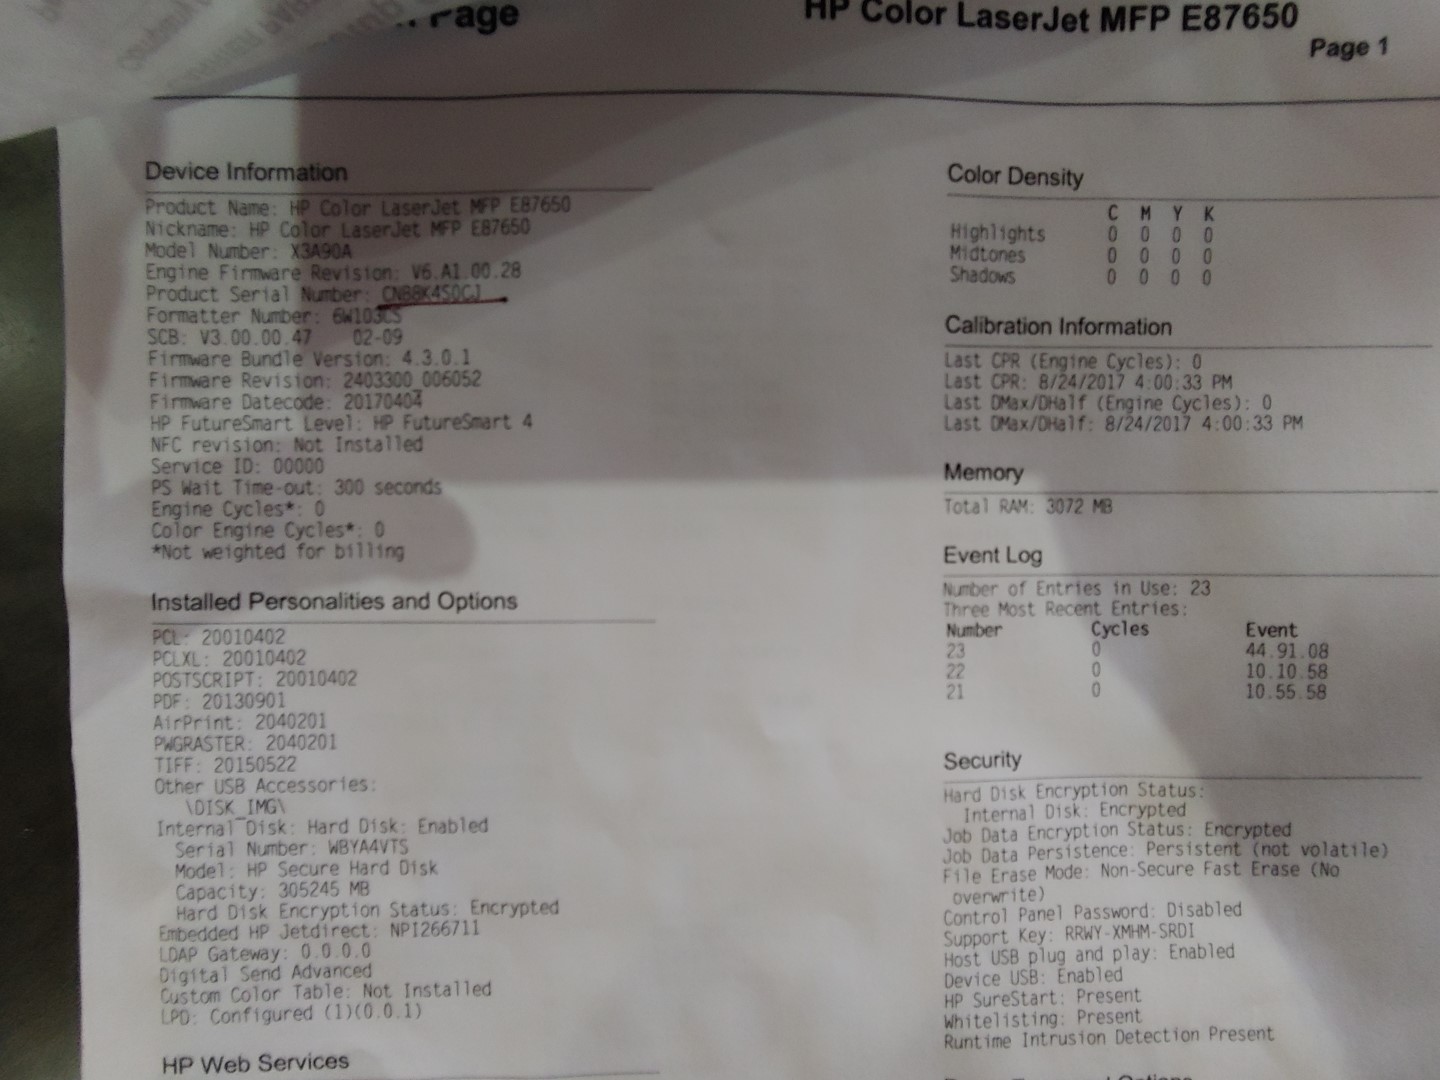 Page
HP Color LaserJet MFP E87650
Page 1
Device Information
Product Name: HP Color LaserJet MFP E87650
Nickname: HP Color LaserJet MFP E87650
Model Number: X3A90A
Engine Firmware Revision: V6.A1.00.28
Product Serial Number: CNB8K4S0CJ
Formatter Number: 6W103CS
SCB: V3.00.00.47 02-09
Firmware Bundle Version: 4.3.0.1
Firmware Revision: 2403300_006052
Firmware Datecode: 20170404
HP FutureSmart Level: HP FutureSmart 4
NFC revision: Not Installed
Service ID: 00000
PS Wait Time-out: 300 seconds
Engine Cycles*: 0
Color Engine Cycles*: 0
*Not weighted for billing
Installed Personalities and Options
PCL: 20010402
PCLXL: 20010402
POSTSCRIPT: 20010402
PDF: 20130901
AirPrint: 2040201
PWGRASTER: 2040201
TIFF: 20150522
Other USB Accessories:
\DISK_IMG\
Internal Disk: Hard Disk: Enabled
Serial Number: WBYA4VTS
Model: HP Secure Hard Disk
Capacity: 305245 MB
Hard Disk Encryption Status: Encrypted
Embedded HP Jetdirect: NPI266711
LDAP Gateway: 0.0.0.0
Digital Send Advanced
Custom Color Table: Not Installed
LPD: Configured (1)(0.0.1)
HP Web Services
Color Density
C M Y K
Highlights 0 0 0 0
Midtones 0 0 0 0
Shadows 0 0 0 0
Calibration Information
Last CPR (Engine Cycles): 0
Last CPR: 8/24/2017 4:00:33 PM
Last DMax/DHalf (Engine Cycles): 0
Last DMax/DHalf: 8/24/2017 4:00:33 PM
Memory
Total RAM: 3072 MB
Event Log
Number of Entries in Use: 23
Three Most Recent Entries:
Number Cycles Event
23 0 44.91.08
22 0 10.10.58
21 0 10.55.58
Security
Hard Disk Encryption Status:
Internal Disk: Encrypted
Job Data Encryption Status: Encrypted
Job Data Persistence: Persistent (not volatile)
File Erase Mode: Non-Secure Fast Erase (No
overwrite)
Control Panel Password: Disabled
Support Key: RRWY-XMHM-SRDI
Host USB plug and play: Enabled
Device USB: Enabled
HP SureStart: Present
Whitelisting: Present
Runtime Intrusion Detection Present